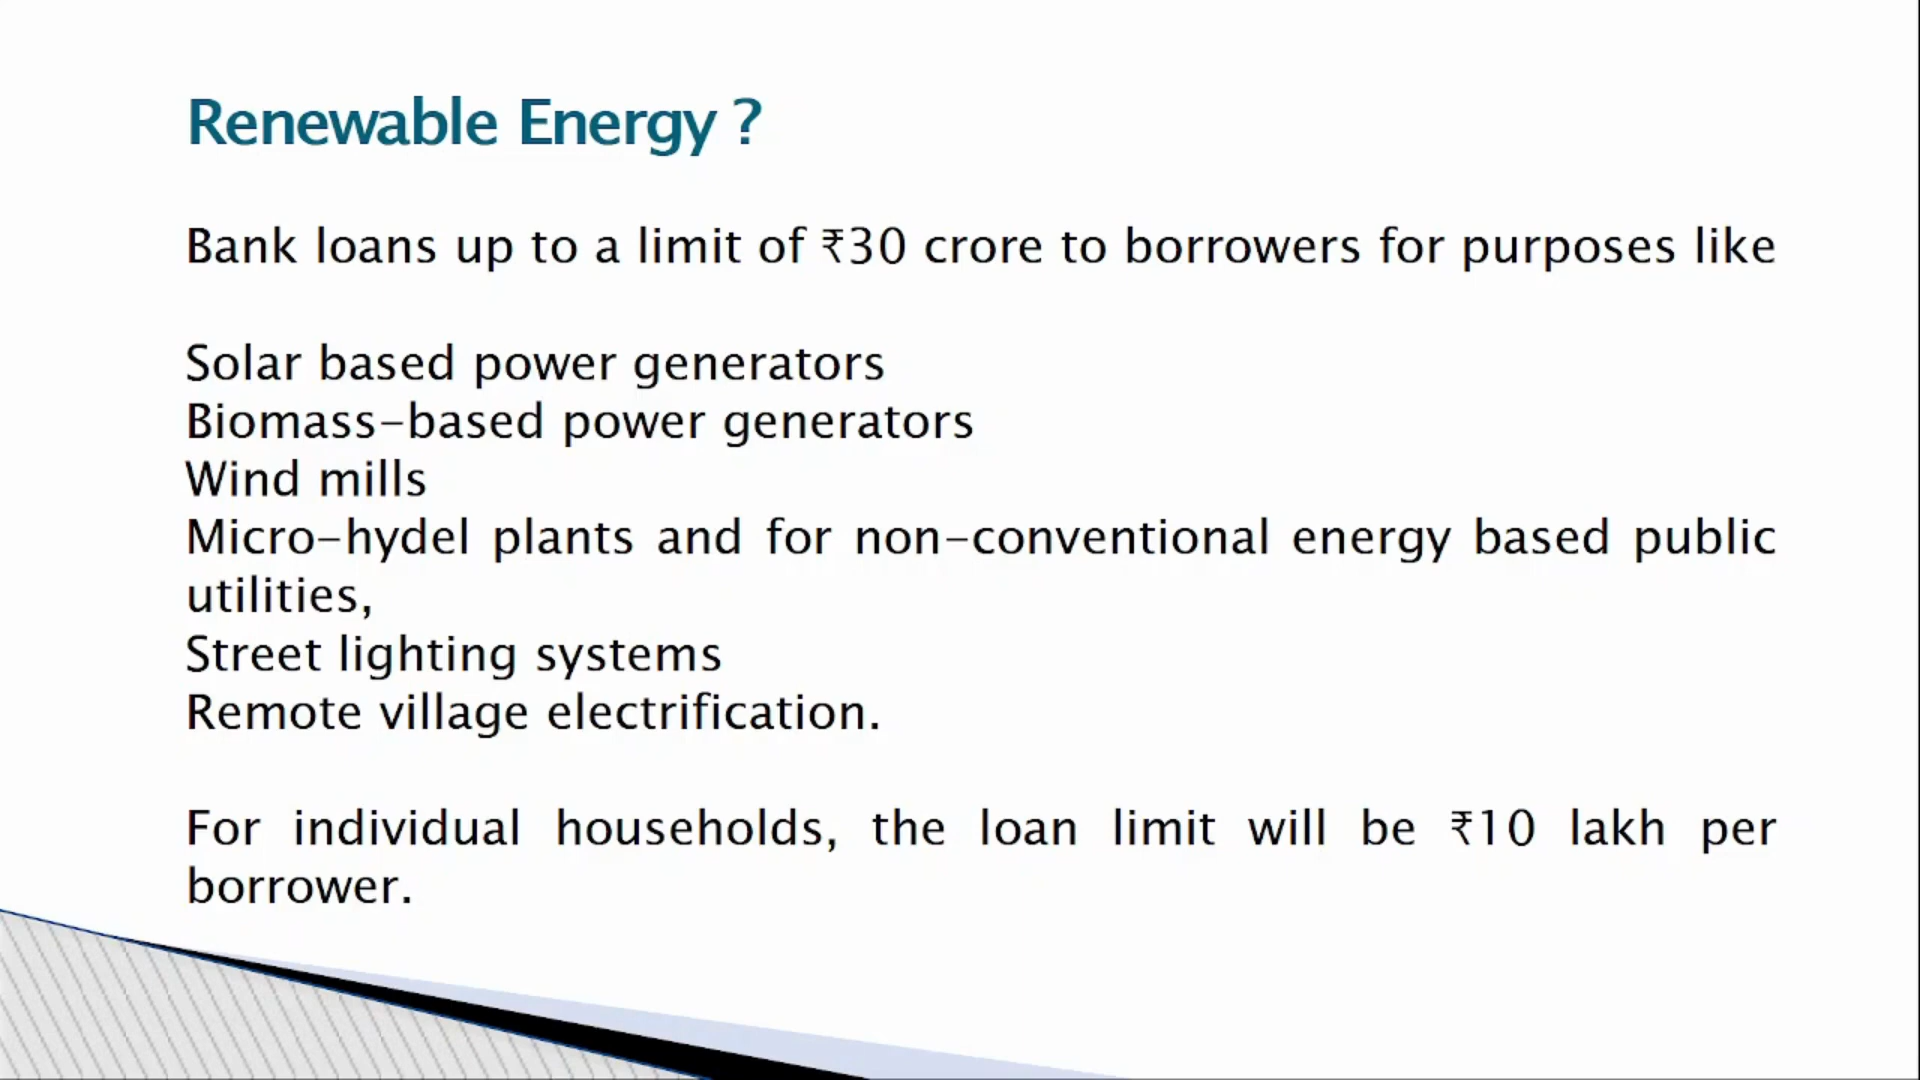 Renewable Energy ?
Bank loans up to a limit of ₹30 crore to borrowers for purposes like
Solar based power generators
Biomass-based power generators
Wind mills
Micro-hydel plants and for non-conventional energy based public
utilities,
Street lighting systems
Remote village electrification.
For individual households, the loan limit will be ₹10 lakh per
borrower.